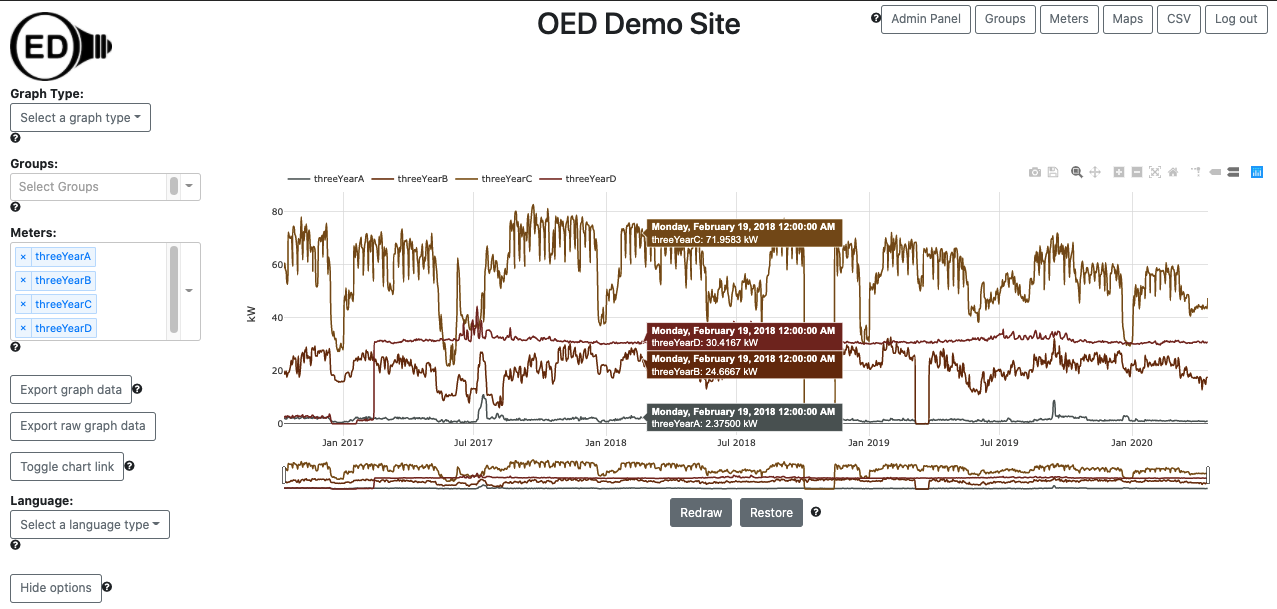 OED Demo Site
Admin Panel
Groups
Meters
Maps
CSV
Log out
ED
Graph Type:
Select a graph type
Groups:
Select Groups
Meters:
× threeYearA
× threeYearB
× threeYearC
× threeYearD
Export graph data
Export raw graph data
Toggle chart link
Language:
Select a language type
Hide options
threeYearA threeYearB threeYearC threeYearD
kW
80
60
40
20
0
Monday, February 19, 2018 12:00:00 AM
threeYearC: 71.9583 kW
Monday, February 19, 2018 12:00:00 AM
threeYearD: 30.4167 kW
Monday, February 19, 2018 12:00:00 AM
threeYearB: 24.6667 kW
Monday, February 19, 2018 12:00:00 AM
threeYearA: 2.37500 kW
Jan 2017 Jul 2017 Jan 2018 Jul 2018 Jan 2019 Jul 2019 Jan 2020
Redraw
Restore